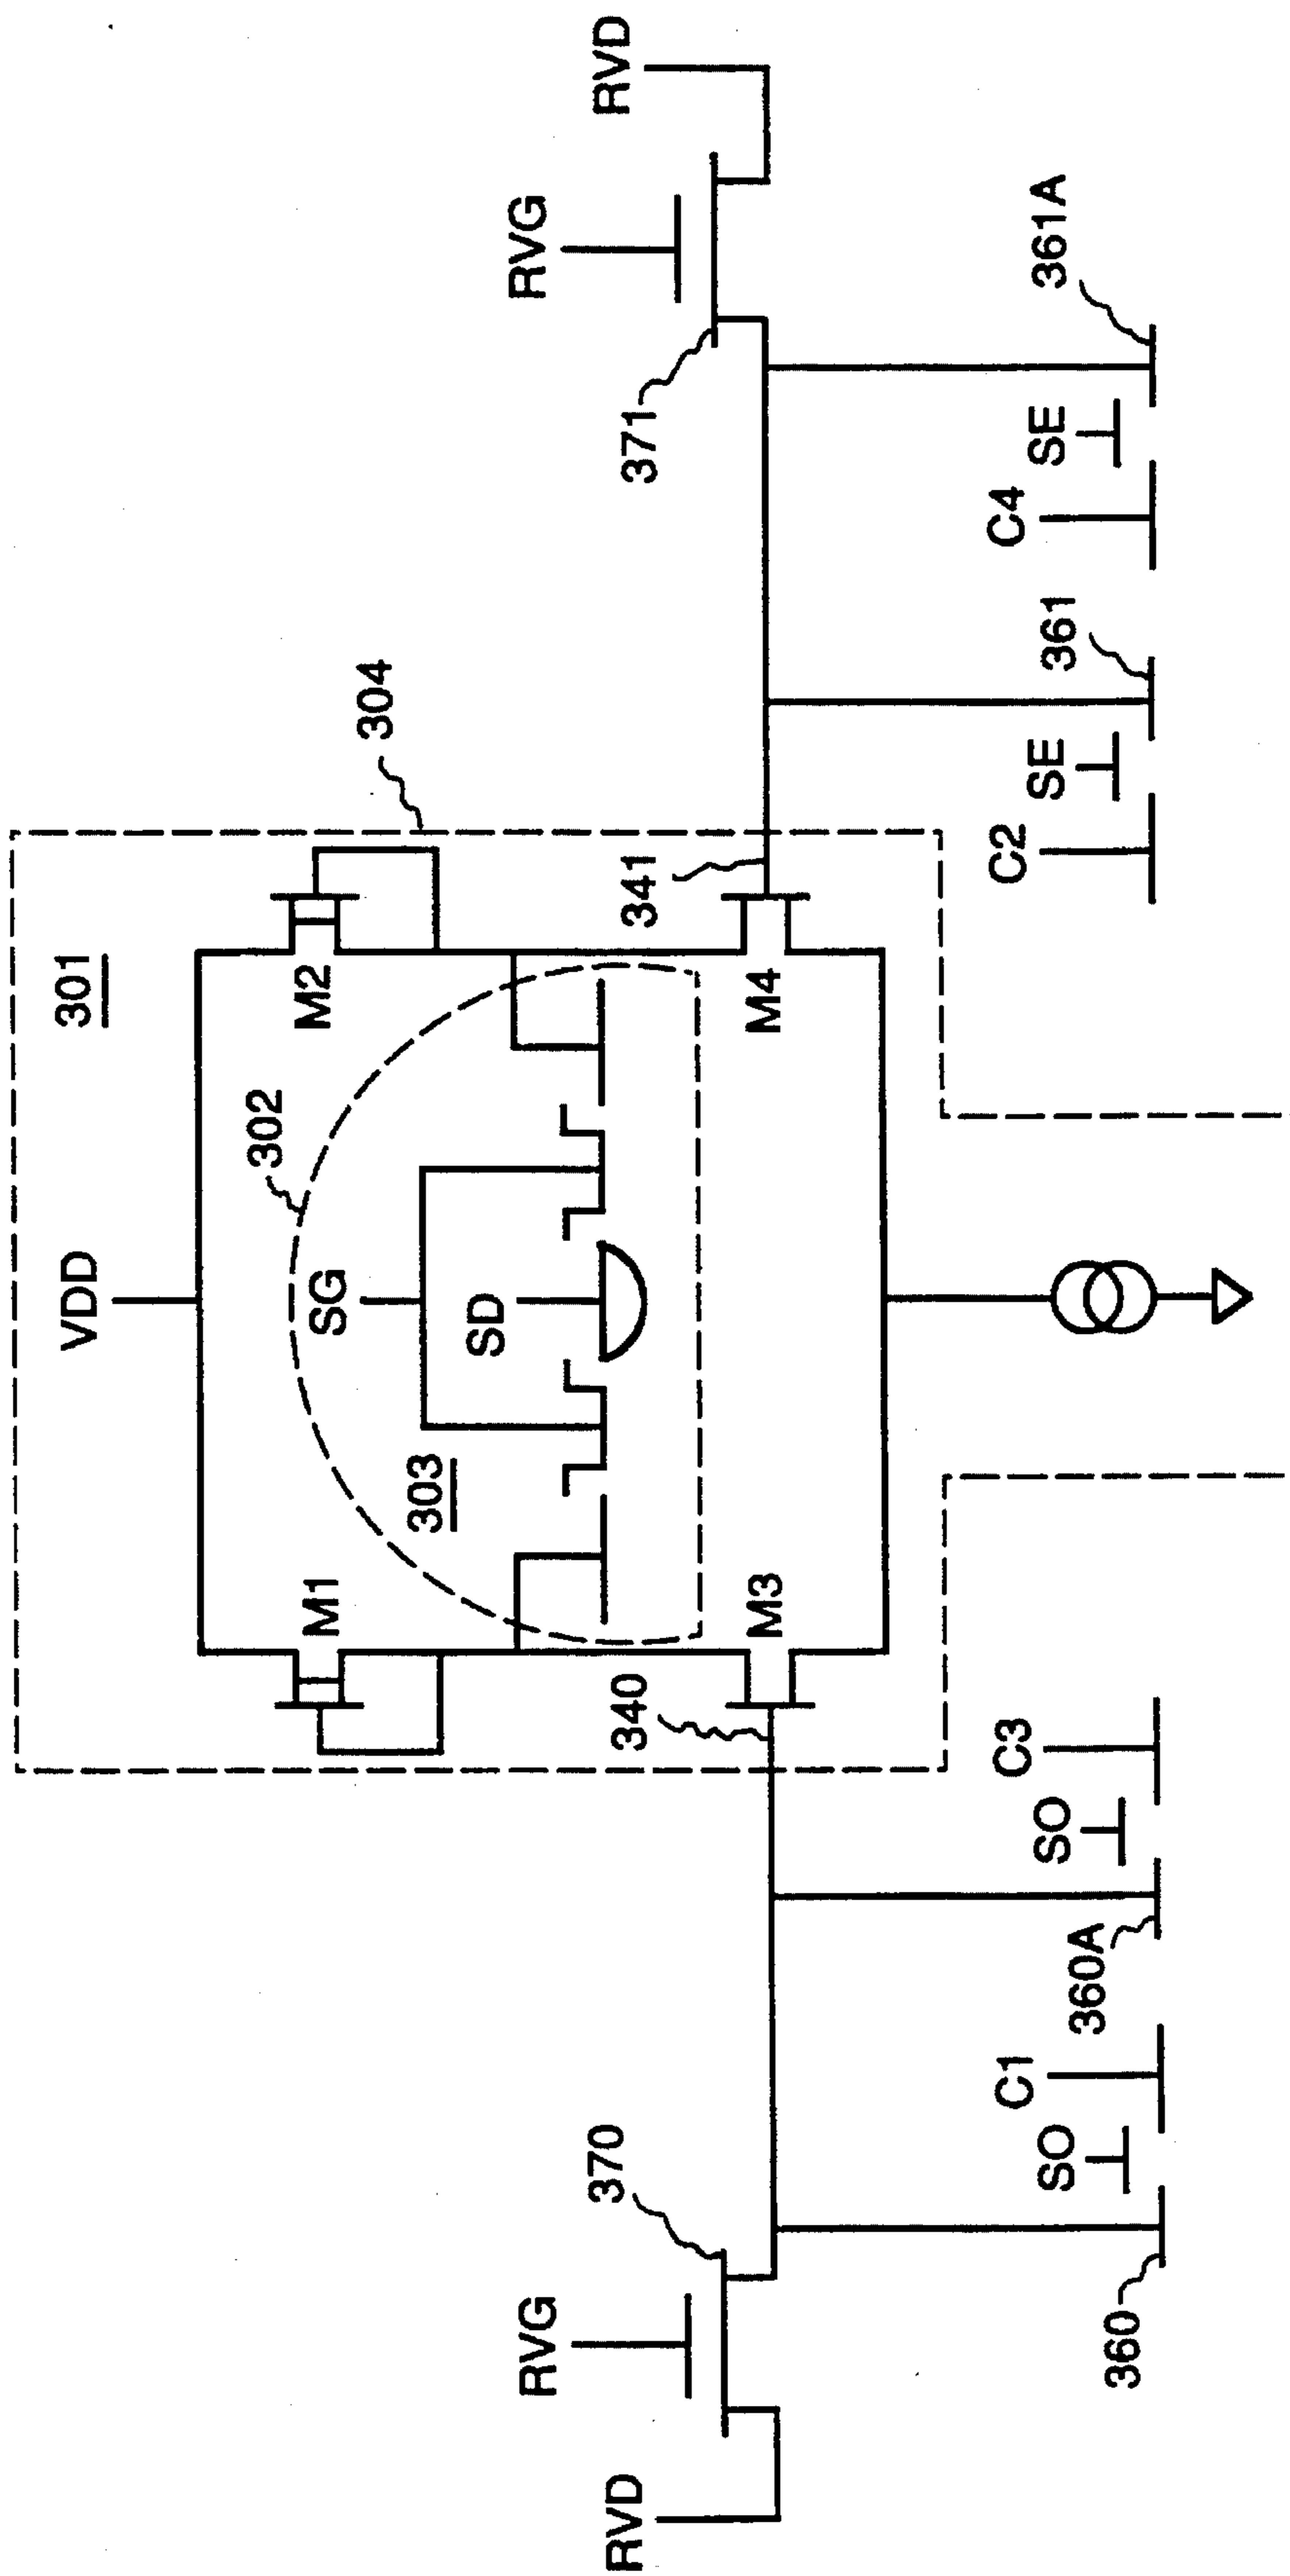 VDD
301
302
M1
SG
M2
304
303
SD
RVG
RVG
RVD
370
340
341
371
RVD
M3
M4
C1
C3
C2
C4
SO
SO
SE
SE
360
360A
361
361A